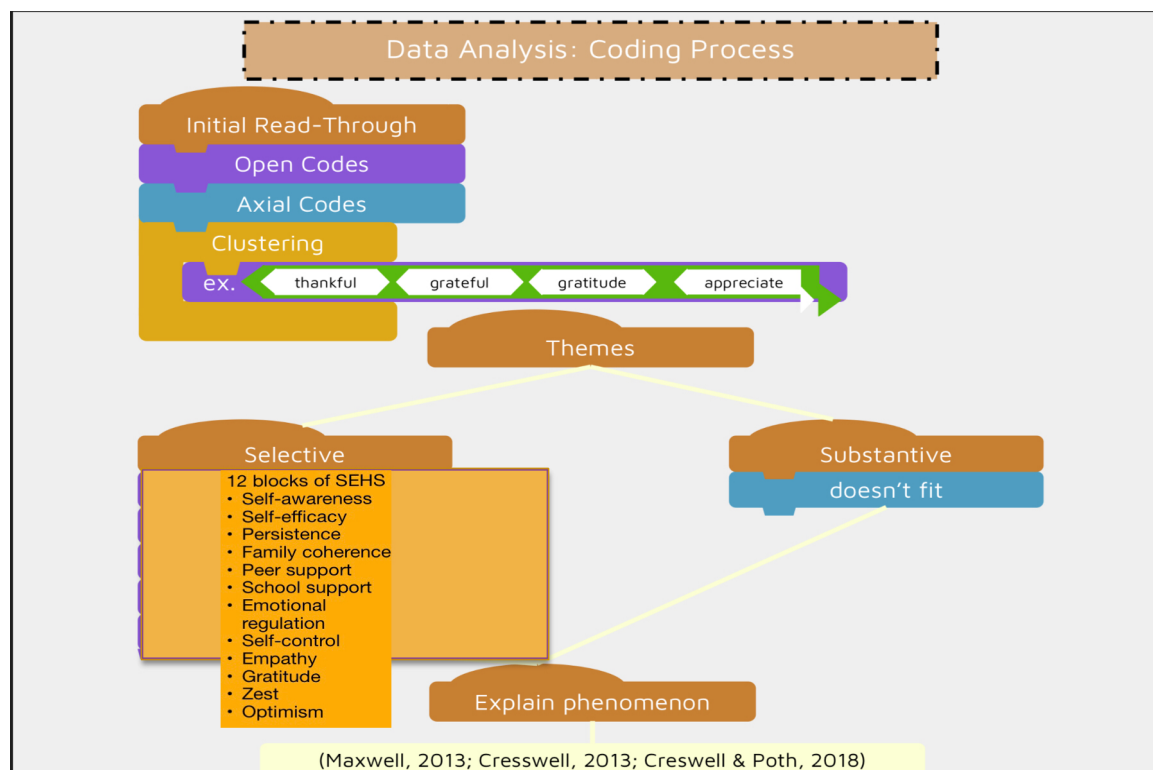 Data Analysis: Coding Process
Initial Read-Through
Open Codes
Axial Codes
Clustering
ex. thankful grateful gratitude appreciate
Themes
Selective
12 blocks of SEHS
• Self-awareness
• Self-efficacy
• Persistence
• Family coherence
• Peer support
• School support
• Emotional
regulation
• Self-control
• Empathy
• Gratitude
• Zest
• Optimism
Substantive
doesn't fit
Explain phenomenon
(Maxwell, 2013; Cresswell, 2013; Creswell & Poth, 2018)